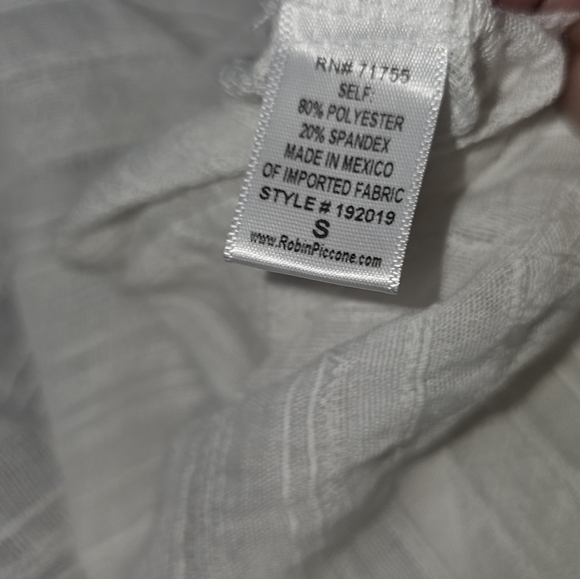 RN# 71755
SELF:
80% POLYESTER
20% SPANDEX
MADE IN MEXICO
OF IMPORTED FABRIC
STYLE # 192019
S
www.RobinPiccone.com